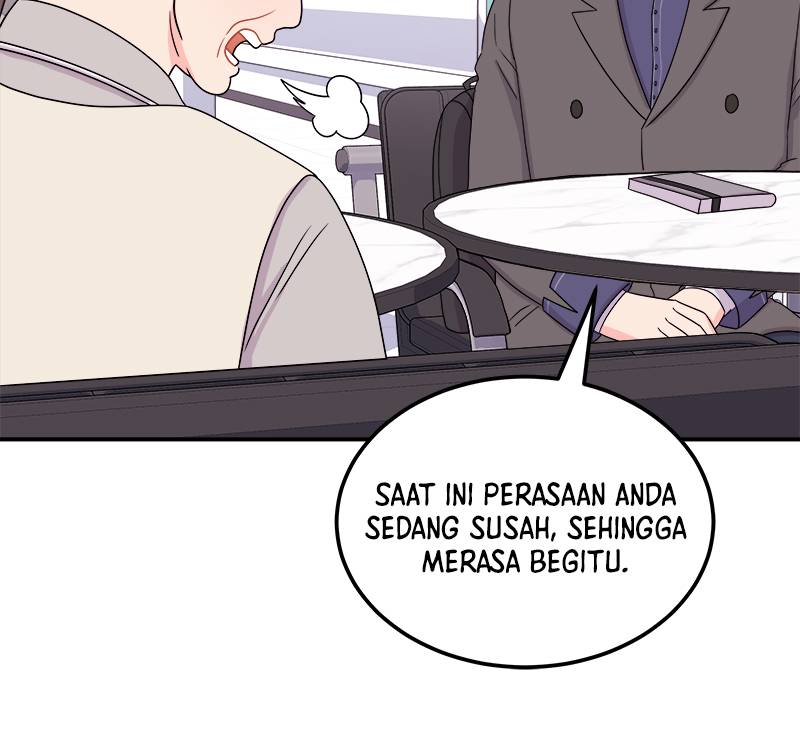 SAAT INI PERASAAN ANDA
SEDANG SUSAH, SEHINGGA
MERASA BEGITU.